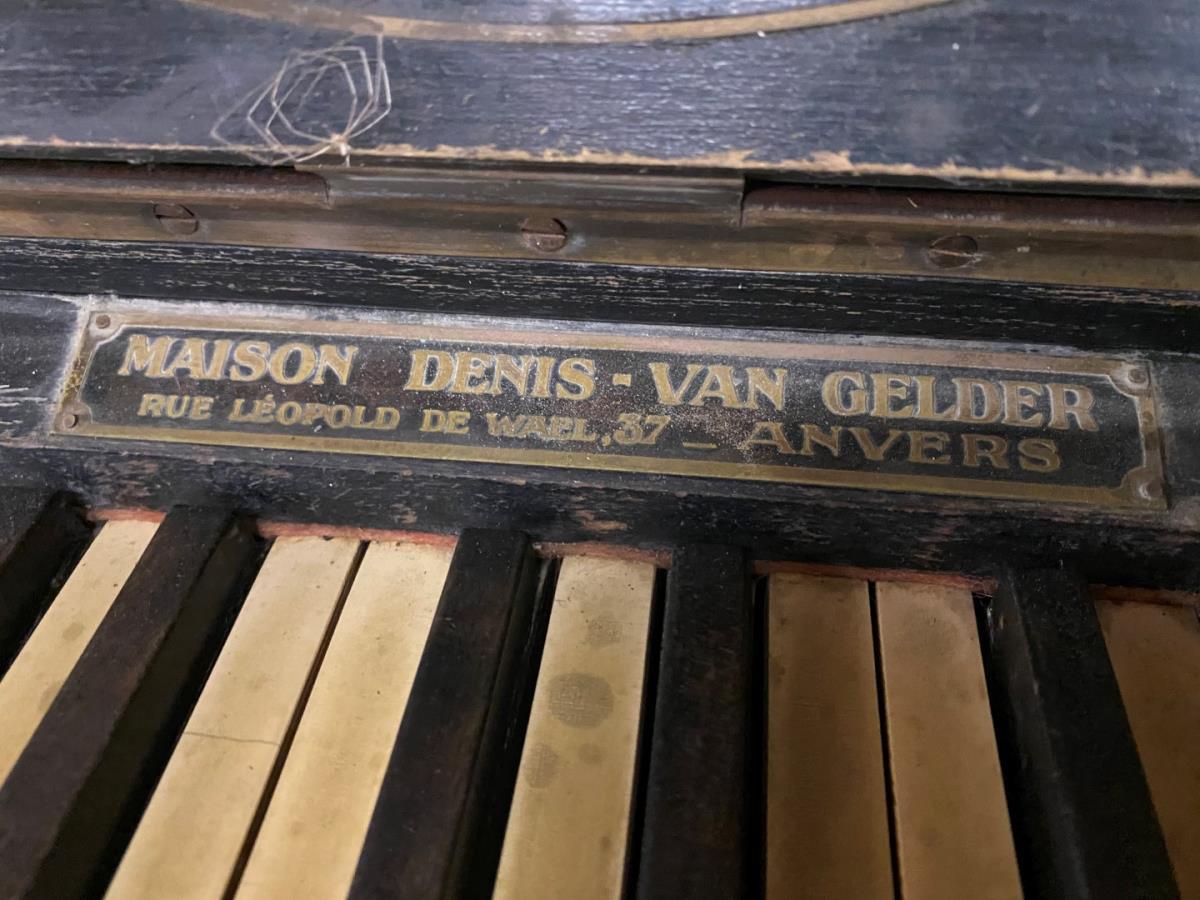 MAISON DENIS - VAN GELDER
RUE LÉOPOLD DE WAEL, 37 _ ANVERS